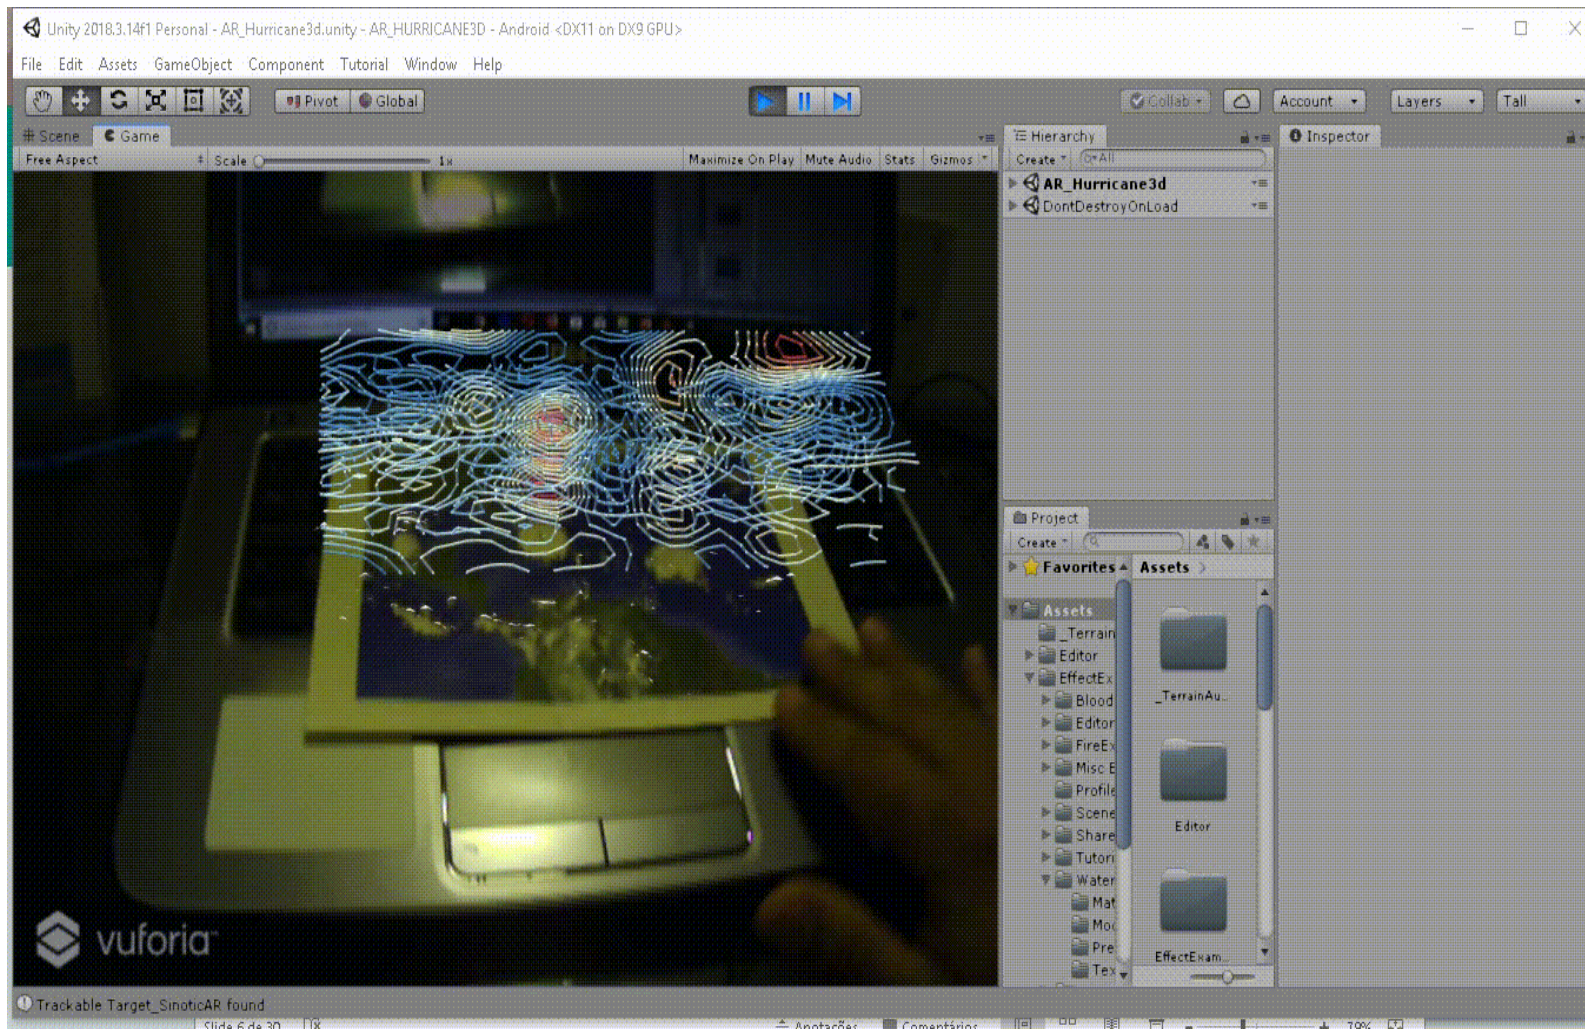 Unity 2018.3.14f1 Personal - AR_Hurricane3d.unity - AR_HURRICANE3D - Android <DX11 on DX9 GPU>
File Edit Assets GameObject Component Tutorial Window Help
Pivot Global Collab Account Layers Tall
Scene Game
Free Aspect Scale 1x Maximize On Play Mute Audio Stats Gizmos
Hierarchy
Create All
AR_Hurricane3d
DontDestroyOnLoad
Inspector
Project
Create
Favorites
Assets
_Terrain
Editor
EffectEx
Blood
Editor
FireEx
Misc E
Profile
Scene
Share
Tutori
Water
Mat
Mod
Pre
Tex
Assets
_TerrainAu...
Editor
EffectExam...
vuforia™
Trackable Target_SinoticAR found
Slide 6 de 30 Anotações Comentários 79%